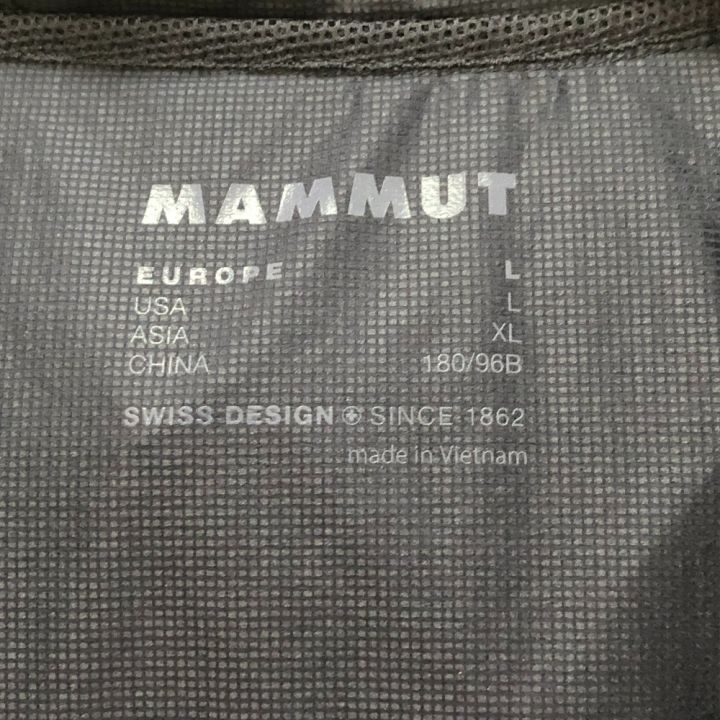 MAMMUT
EUROPE L
USA L
ASIA XL
CHINA 180/96B
SWISS DESIGN SINCE 1862
made in Vietnam